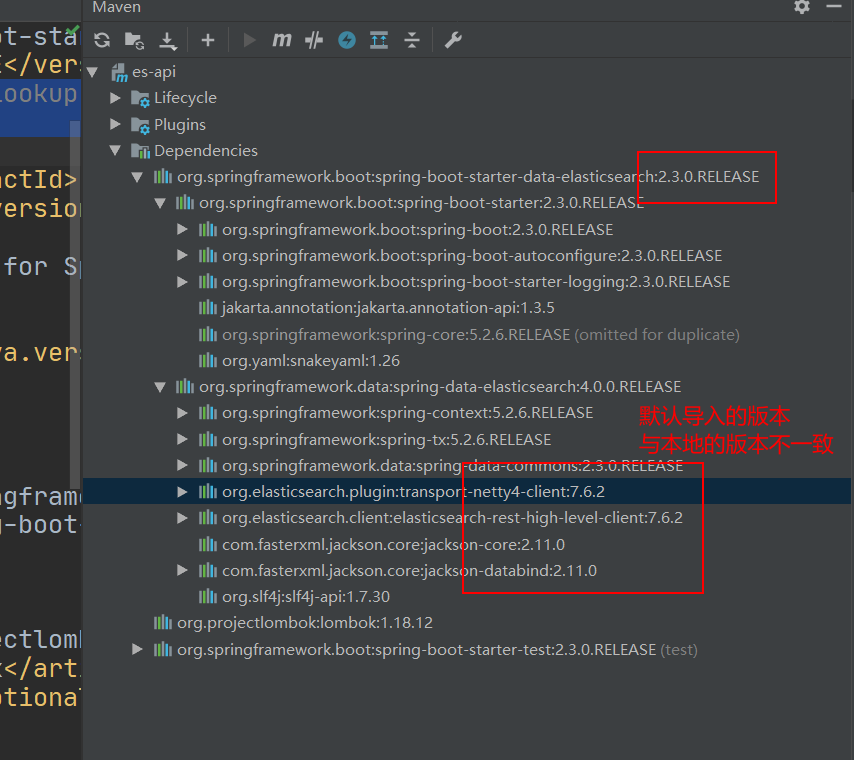 Maven
ot-sta
E</vers
ookup
es-api
Lifecycle
Plugins
Dependencies
org.springframework.boot:spring-boot-starter-data-elasticsearch:2.3.0.RELEASE
actId>
org.springframework.boot:spring-boot-starter:2.3.0.RELEASE
version
org.springframework.boot:spring-boot:2.3.0.RELEASE
org.springframework.boot:spring-boot-autoconfigure:2.3.0.RELEASE
for Sp
org.springframework.boot:spring-boot-starter-logging:2.3.0.RELEASE
jakarta.annotation:jakarta.annotation-api:1.3.5
org.springframework:spring-core:5.2.6.RELEASE (omitted for duplicate)
va.vers
org.yaml:snakeyaml:1.26
org.springframework.data:spring-data-elasticsearch:4.0.0.RELEASE
org.springframework:spring-context:5.2.6.RELEASE
默认导入的版本
org.springframework:spring-tx:5.2.6.RELEASE
与本地的版本不一致
org.springframework.data:spring-data-commons:2.3.0.RELEASE
ngframe
org.elasticsearch.plugin:transport-netty4-client:7.6.2
g-boot-
org.elasticsearch.client:elasticsearch-rest-high-level-client:7.6.2
com.fasterxml.jackson.core:jackson-core:2.11.0
com.fasterxml.jackson.core:jackson-databind:2.11.0
org.slf4j:slf4j-api:1.7.30
org.projectlombok:lombok:1.18.12
ectlomb
org.springframework.boot:spring-boot-starter-test:2.3.0.RELEASE (test)
k</arti
otional